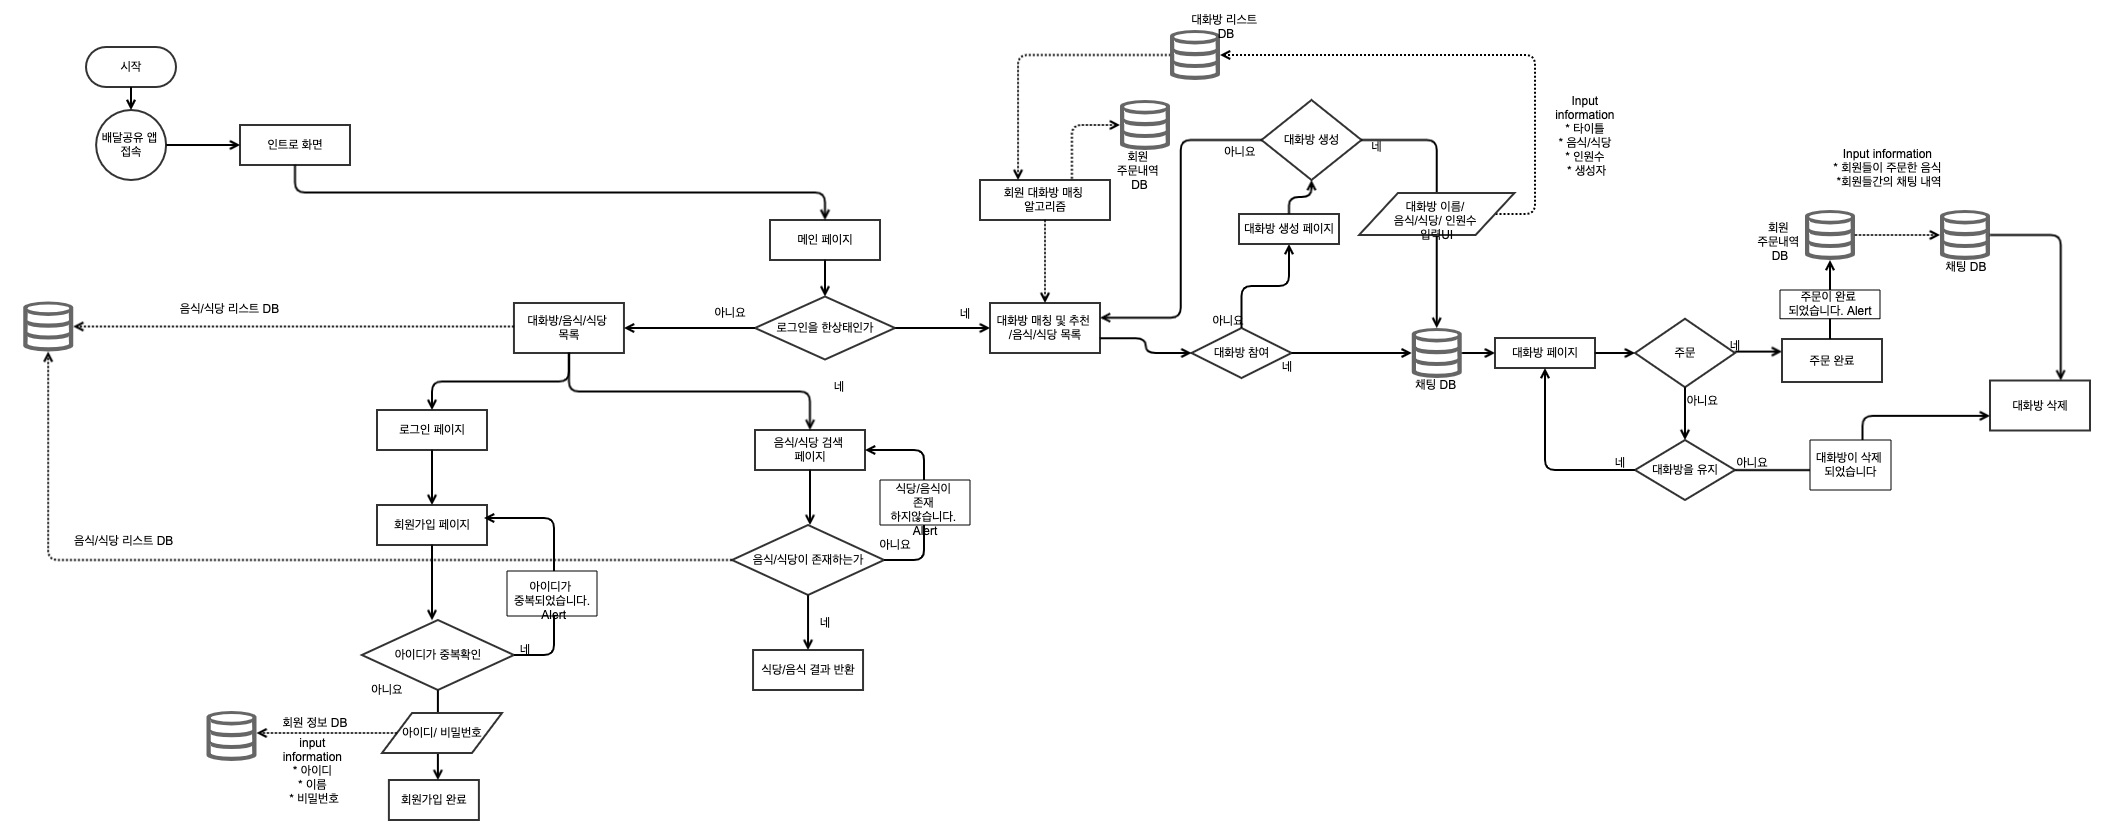 시작
배달공유 앱
접속
인트로 화면
메인 페이지
로그인을 한상태인가
아니요
네
대화방/음식/식당
목록
음식/식당 리스트 DB
로그인 페이지
회원가입 페이지
아이디가
중복되었습니다.
Alert
아이디가 중복확인
네
아니요
아이디/ 비밀번호
회원 정보 DB
input
information
* 아이디
* 이름
* 비밀번호
회원가입 완료
네
음식/식당 검색
페이지
식당/음식이
존재
하지않습니다.
Alert
아니요
음식/식당이 존재하는가
음식/식당 리스트 DB
네
식당/음식 결과 반환
대화방 리스트
DB
회원
주문내역
DB
회원 대화방 매칭
알고리즘
대화방 매칭 및 추천
/음식/식당 목록
대화방 생성
아니요
네
대화방 생성 페이지
대화방 이름/
음식/식당/ 인원수
입력UI
Input
information
* 타이틀
* 음식/식당
* 인원수
* 생성자
아니요
대화방 참여
네
채팅 DB
대화방 페이지
주문
네
아니요
주문 완료
주문이 완료
되었습니다. Alert
회원
주문내역
DB
채팅 DB
Input information
* 회원들이 주문한 음식
*회원들간의 채팅 내역
대화방을 유지
네
아니요
대화방이 삭제
되었습니다
대화방 삭제